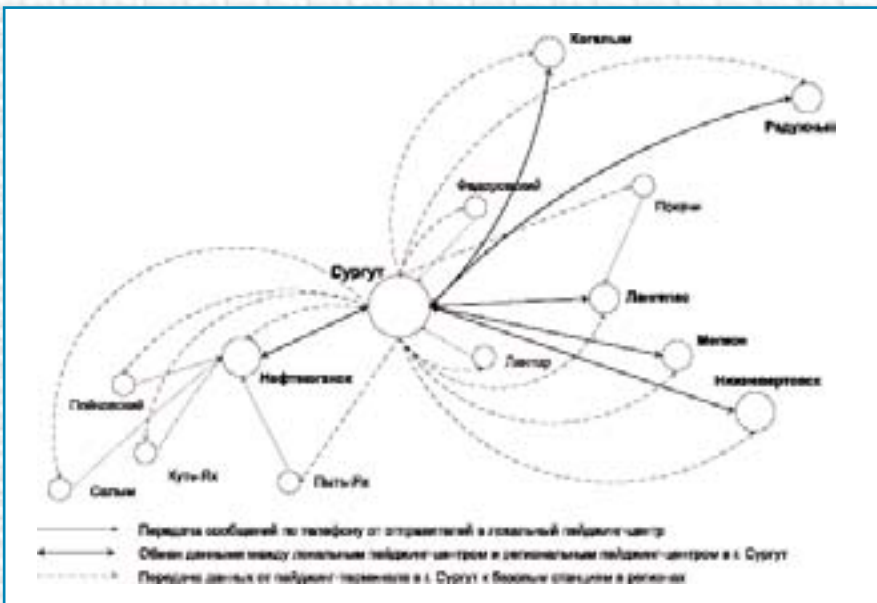 Когалым
Радужный
Федоровский
Покачи
Сургут
Лангепас
Мегион
Лянтор
Нижневартовск
Нефтеюганск
Пойковский
Куть-Ях
Пыть-Ях
Салым
Передача сообщений по телефону от отправителей в локальный пейджинг-центр
Обмен данными между локальным пейджинг-центром и региональным пейджинг-центром в г. Сургут
Передача данных от пейджинг-терминала в г. Сургут к базовым станциям в регионах